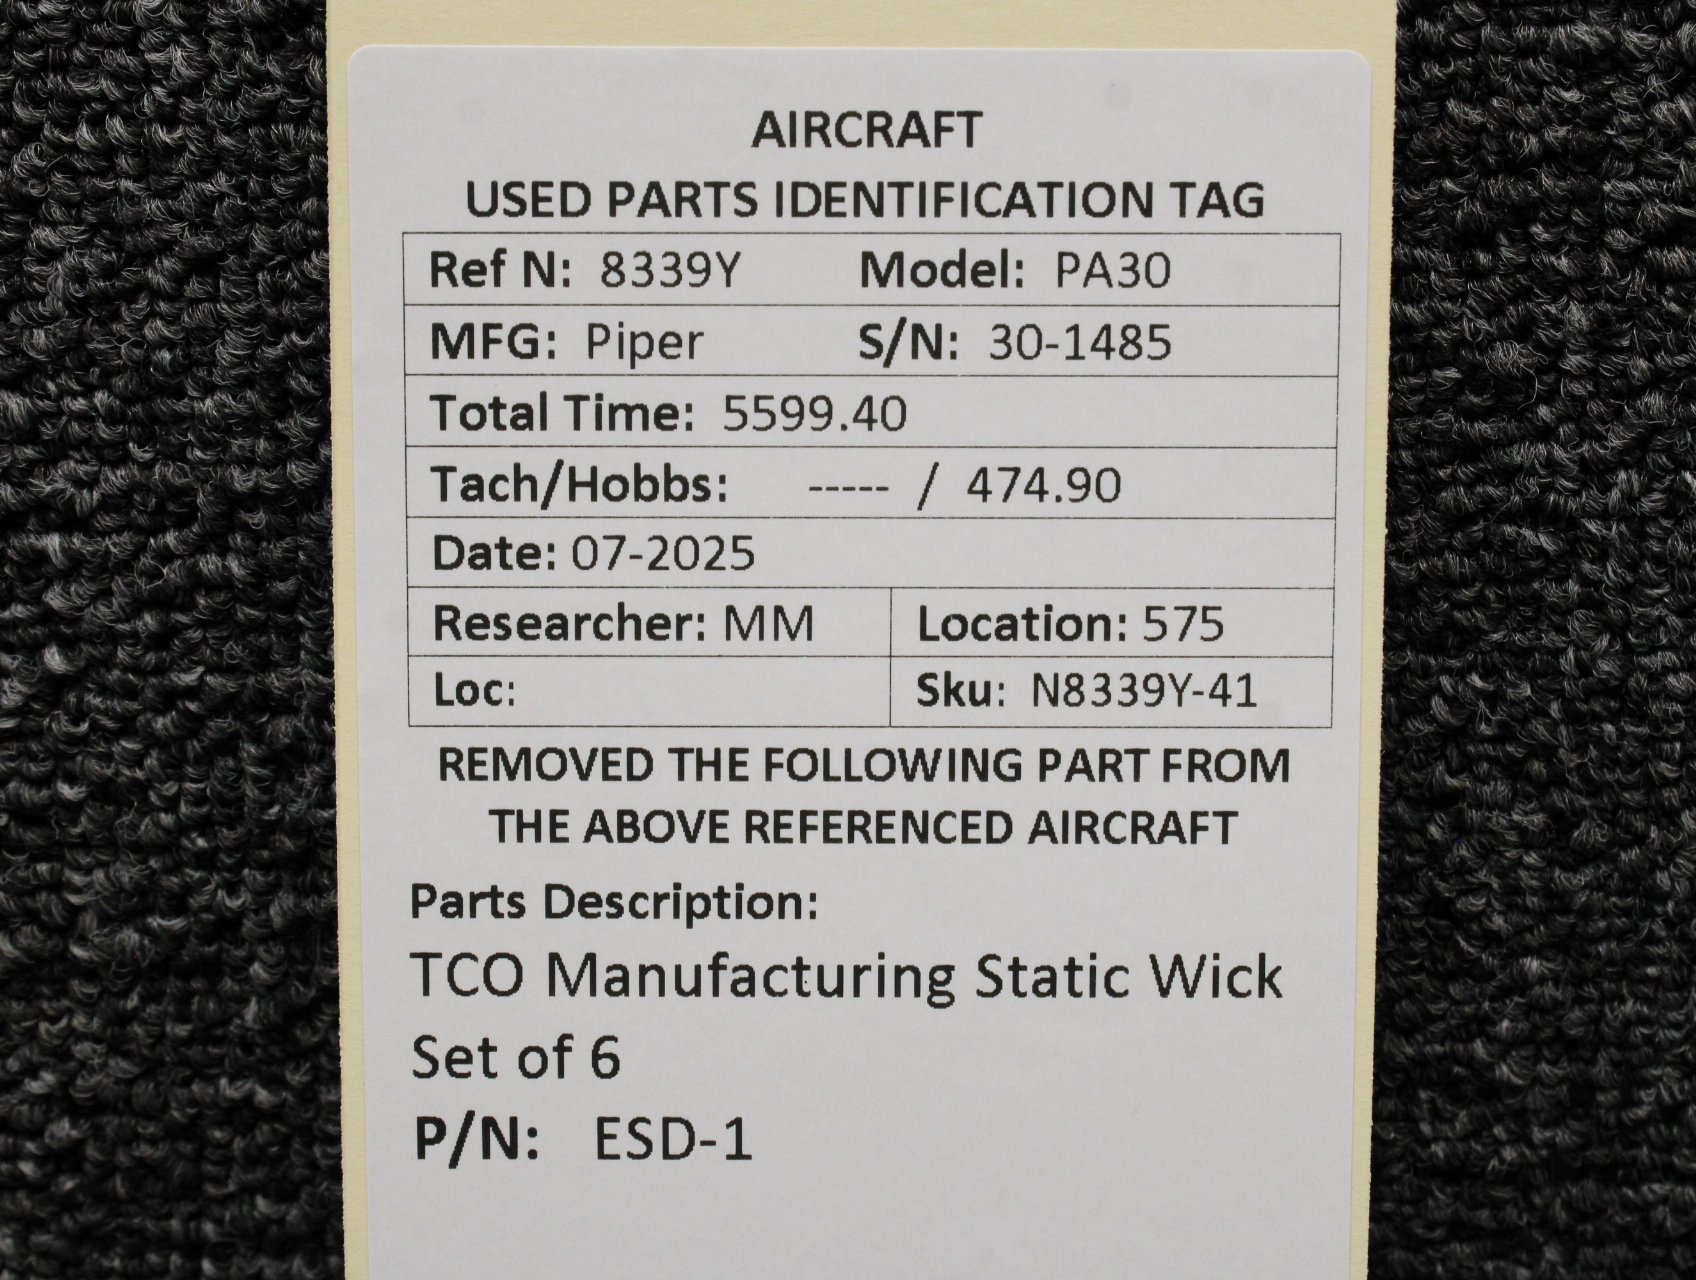 AIRCRAFT
USED PARTS IDENTIFICATION TAG
Ref N: 8339Y Model: PA30
MFG: Piper S/N: 30-1485
Total Time: 5599.40
Tach/Hobbs: ----- / 474.90
Date: 07-2025
Researcher: MM Location: 575
Loc: Sku: N8339Y-41
REMOVED THE FOLLOWING PART FROM
THE ABOVE REFERENCED AIRCRAFT
Parts Description:
TCO Manufacturing Static Wick
Set of 6
P/N: ESD-1